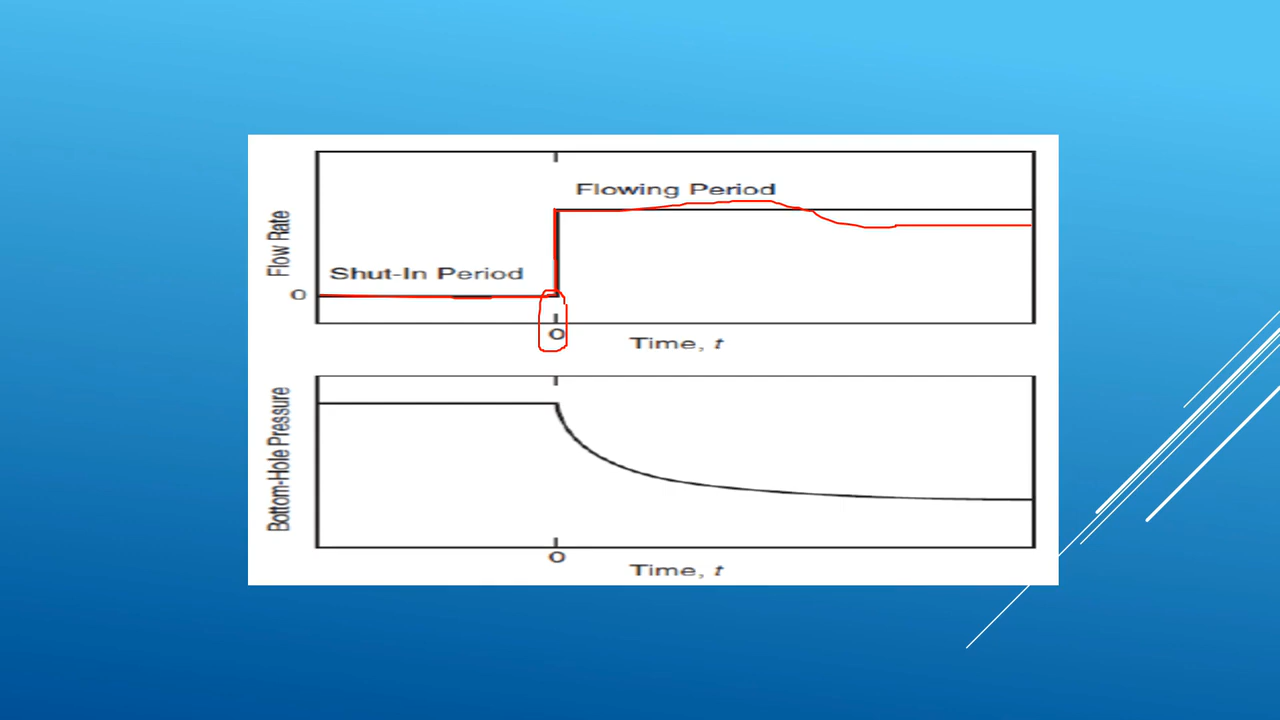 Flowing Period
Shut-In Period
Flow Rate
0
0
Time, t
Bottom-Hole Pressure
0
Time, t